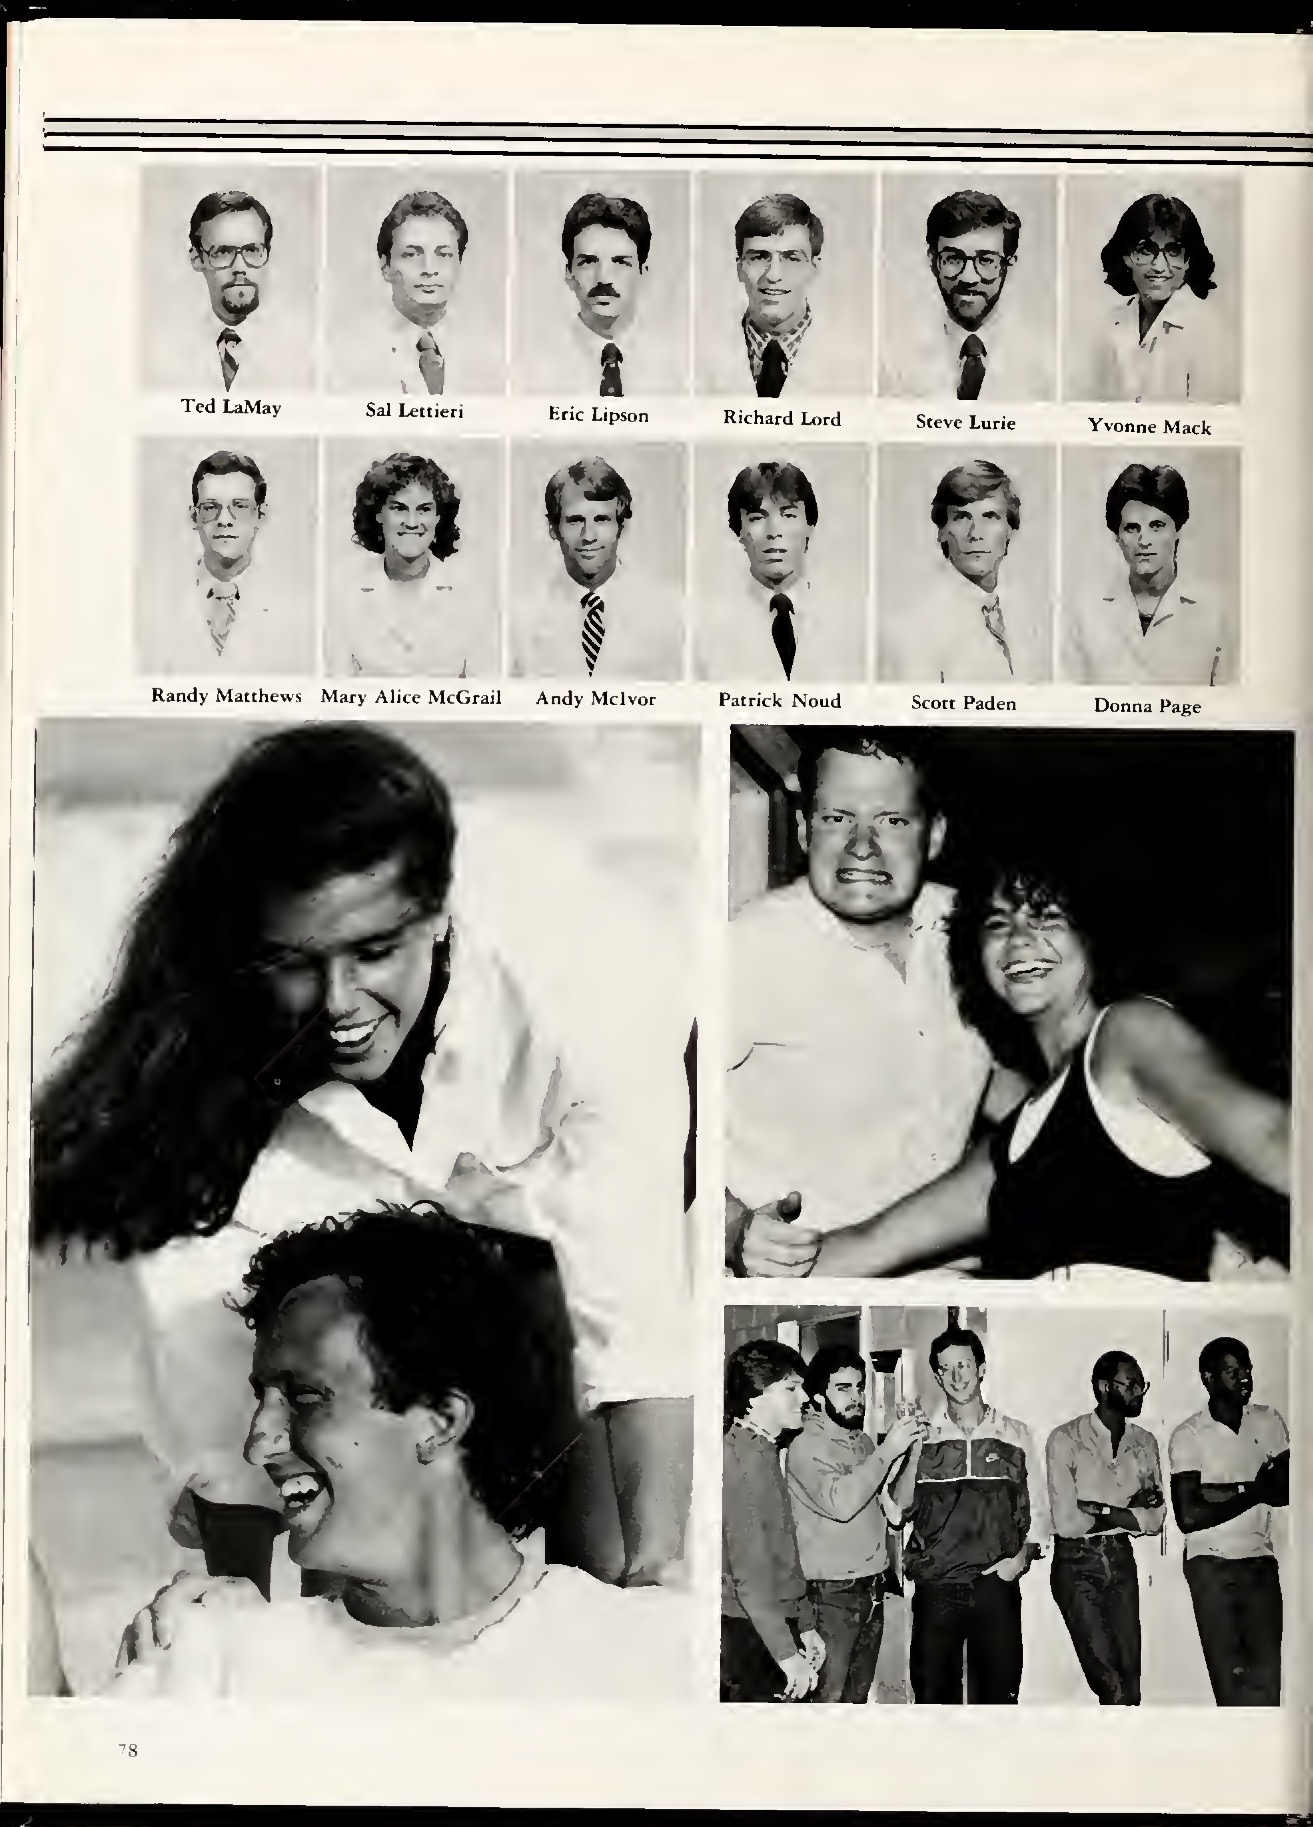 Ted LaMay Sal Lettieri Eric Lipson Richard Lord Steve Lurie Yvonne Mack
Randy Matthews Mary Alice McGrail Andy McIvor Patrick Noud Scott Paden Donna Page
78